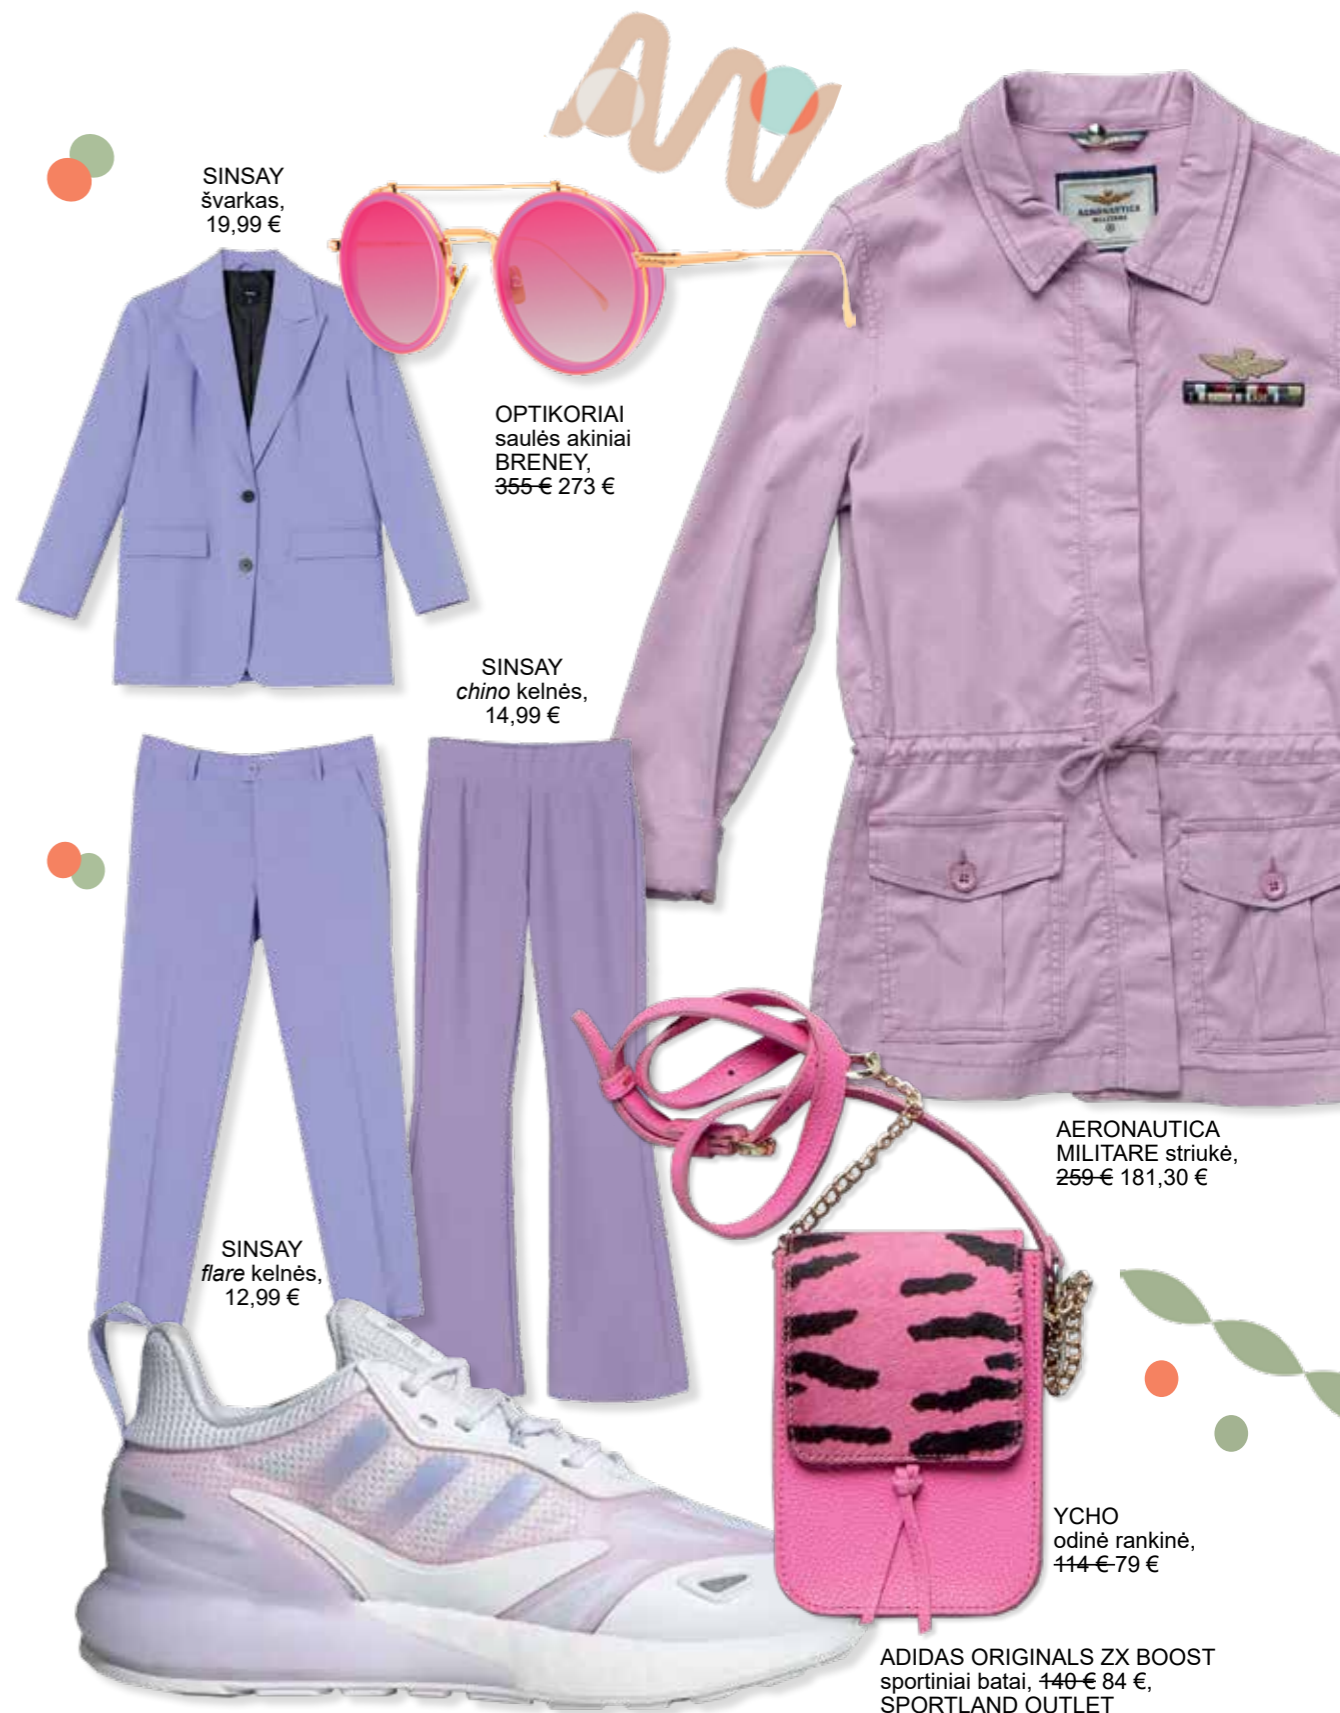 SINSAY
švarkas,
19,99 €
OPTIKORIAI
saulės akiniai
BRENEY,
355 € 273 €
AERONAUTICA
MILITARE
SINSAY
chino kelnės,
14,99 €
AERONAUTICA
MILITARE striukė,
259 € 181,30 €
SINSAY
flare kelnės,
12,99 €
YCHO
odinė rankinė,
114 € 79 €
ADIDAS ORIGINALS ZX BOOST
sportiniai batai, 140 € 84 €,
SPORTLAND OUTLET